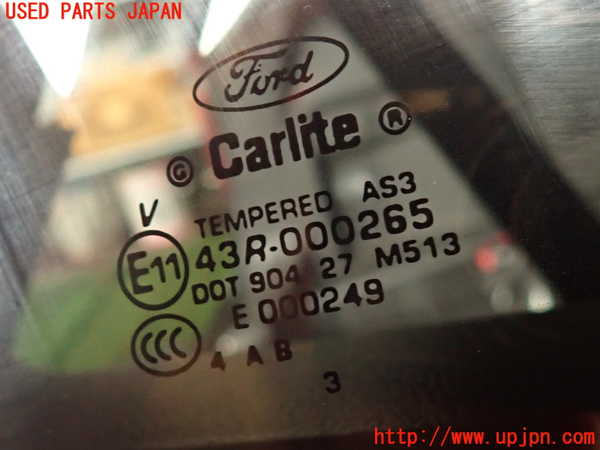 USED PARTS JAPAN
Ford
G Carlite ®
V TEMPERED AS3
E11 43R-000265
DOT 904 27 M513
E 000249
CCC 4 A B
3
http://www.upjpn.com/